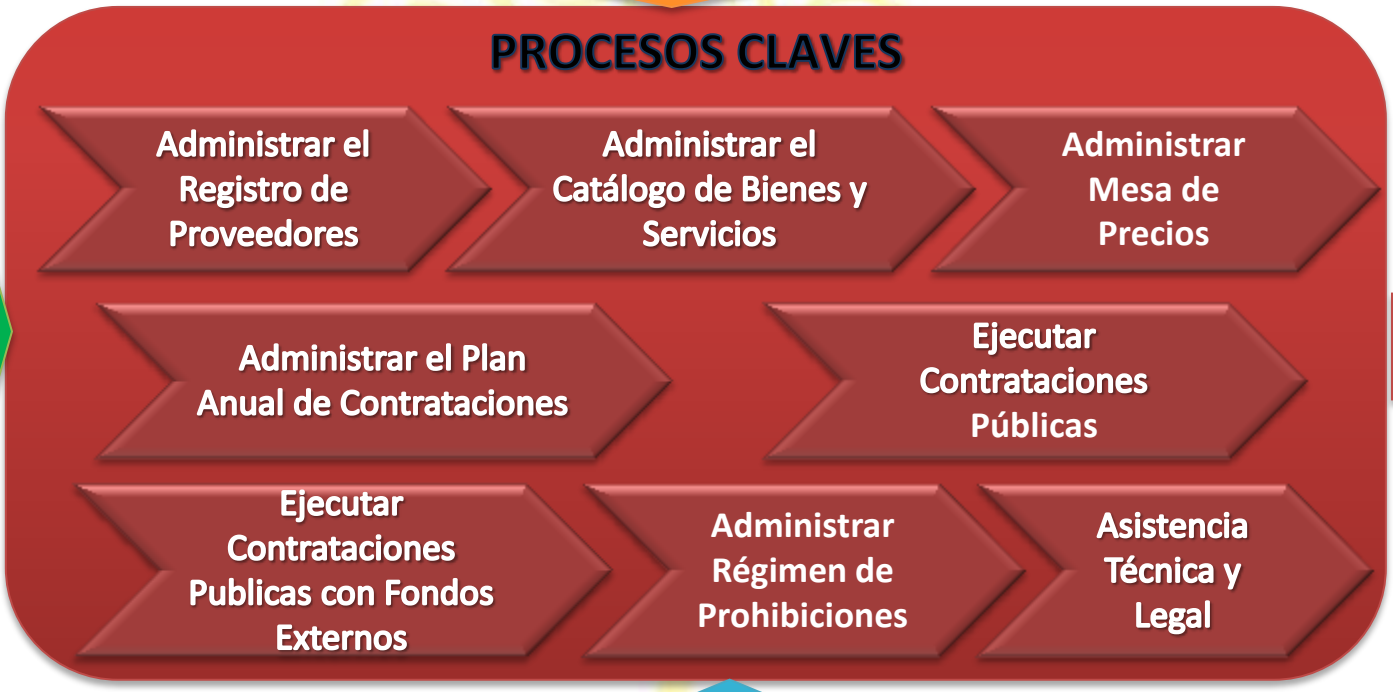 PROCESOS CLAVES
Administrar el
Registro de
Proveedores
Administrar el
Catálogo de Bienes y
Servicios
Administrar
Mesa de
Precios
Administrar el Plan
Anual de Contrataciones
Ejecutar
Contrataciones
Públicas
Ejecutar
Contrataciones
Publicas con Fondos
Externos
Administrar
Régimen de
Prohibiciones
Asistencia
Técnica y
Legal